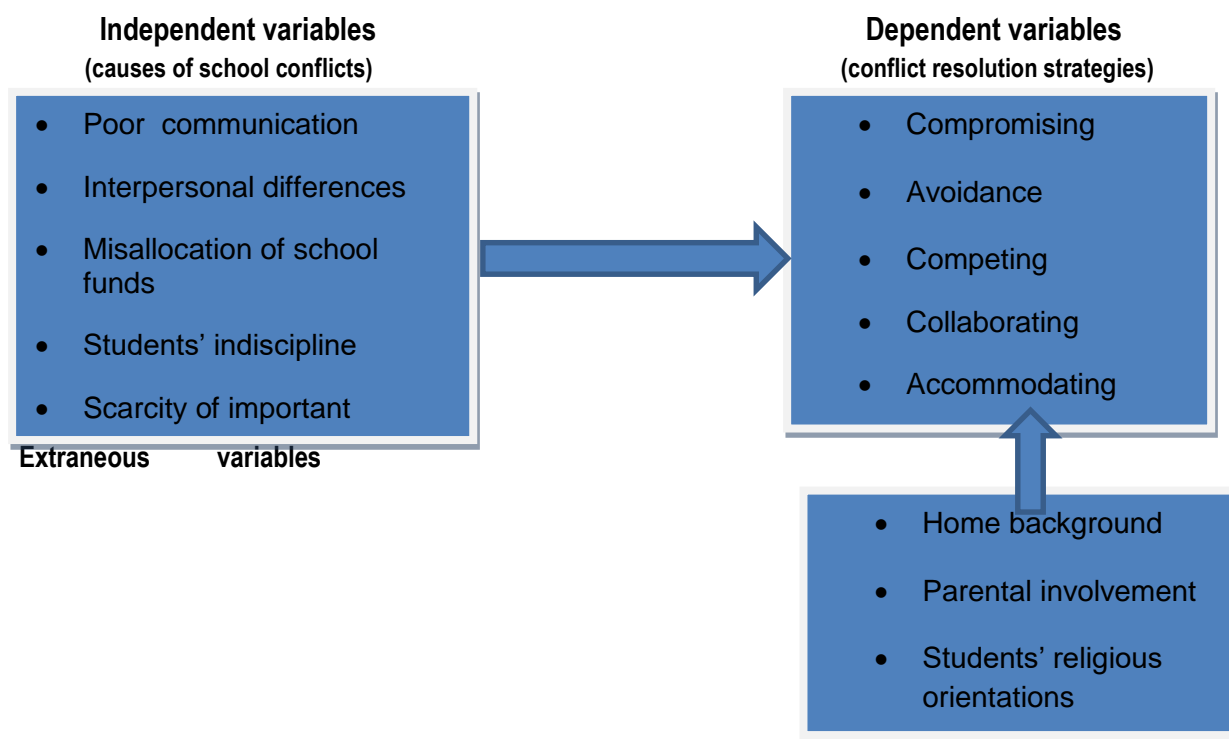 Independent variables
(causes of school conflicts)
• Poor communication
• Interpersonal differences
• Misallocation of school
funds
• Students’ indiscipline
• Scarcity of important
Extraneous variables
Dependent variables
(conflict resolution strategies)
• Compromising
• Avoidance
• Competing
• Collaborating
• Accommodating
• Home background
• Parental involvement
• Students’ religious
orientations